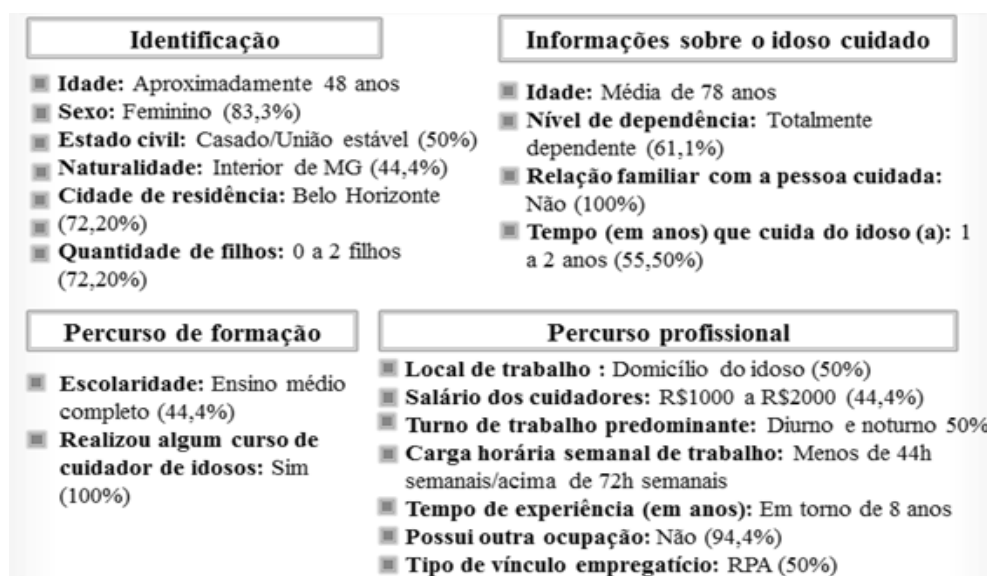 Identificação
Idade: Aproximadamente 48 anos
Sexo: Feminino (83,3%)
Estado civil: Casado/União estável (50%)
Naturalidade: Interior de MG (44,4%)
Cidade de residência: Belo Horizonte
(72,20%)
Quantidade de filhos: 0 a 2 filhos
(72,20%)
Informações sobre o idoso cuidado
Idade: Média de 78 anos
Nível de dependência: Totalmente
dependente (61,1%)
Relação familiar com a pessoa cuidada:
Não (100%)
Tempo (em anos) que cuida do idoso (a): 1
a 2 anos (55,50%)
Percurso de formação
Escolaridade: Ensino médio
completo (44,4%)
Realizou algum curso de
cuidador de idosos: Sim
(100%)
Percurso profissional
Local de trabalho : Domicílio do idoso (50%)
Salário dos cuidadores: R$1000 a R$2000 (44,4%)
Turno de trabalho predominante: Diurno e noturno 50%
Carga horária semanal de trabalho: Menos de 44h
semanais/acima de 72h semanais
Tempo de experiência (em anos): Em torno de 8 anos
Possui outra ocupação: Não (94,4%)
Tipo de vínculo empregatício: RPA (50%)